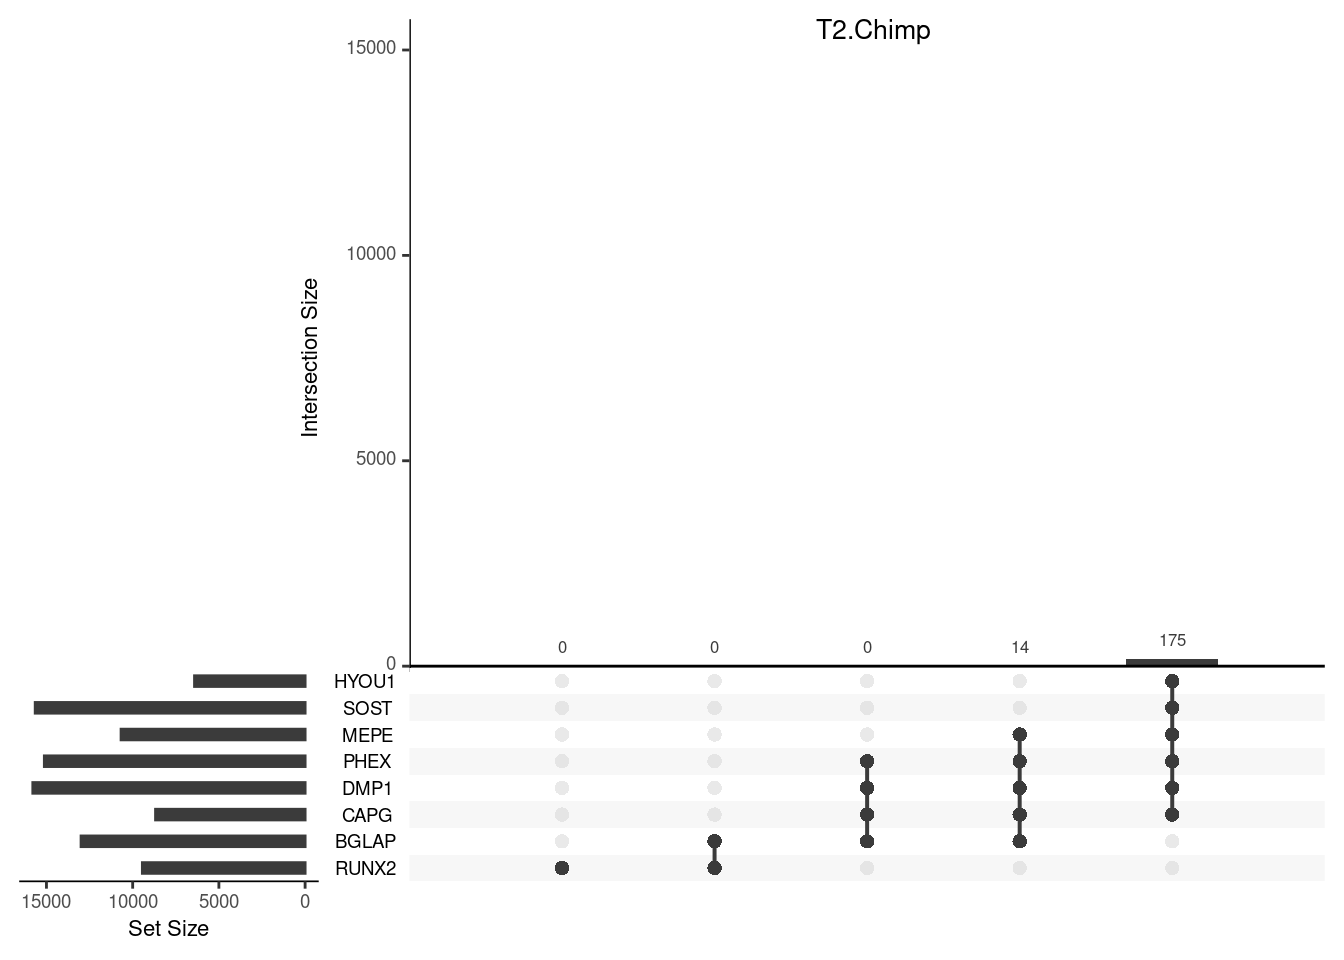 T2.Chimp
15000
10000
5000
0
Intersection Size
0 0 0 14 175
HYOU1
SOST
MEPE
PHEX
DMP1
CAPG
BGLAP
RUNX2
15000 10000 5000 0
Set Size